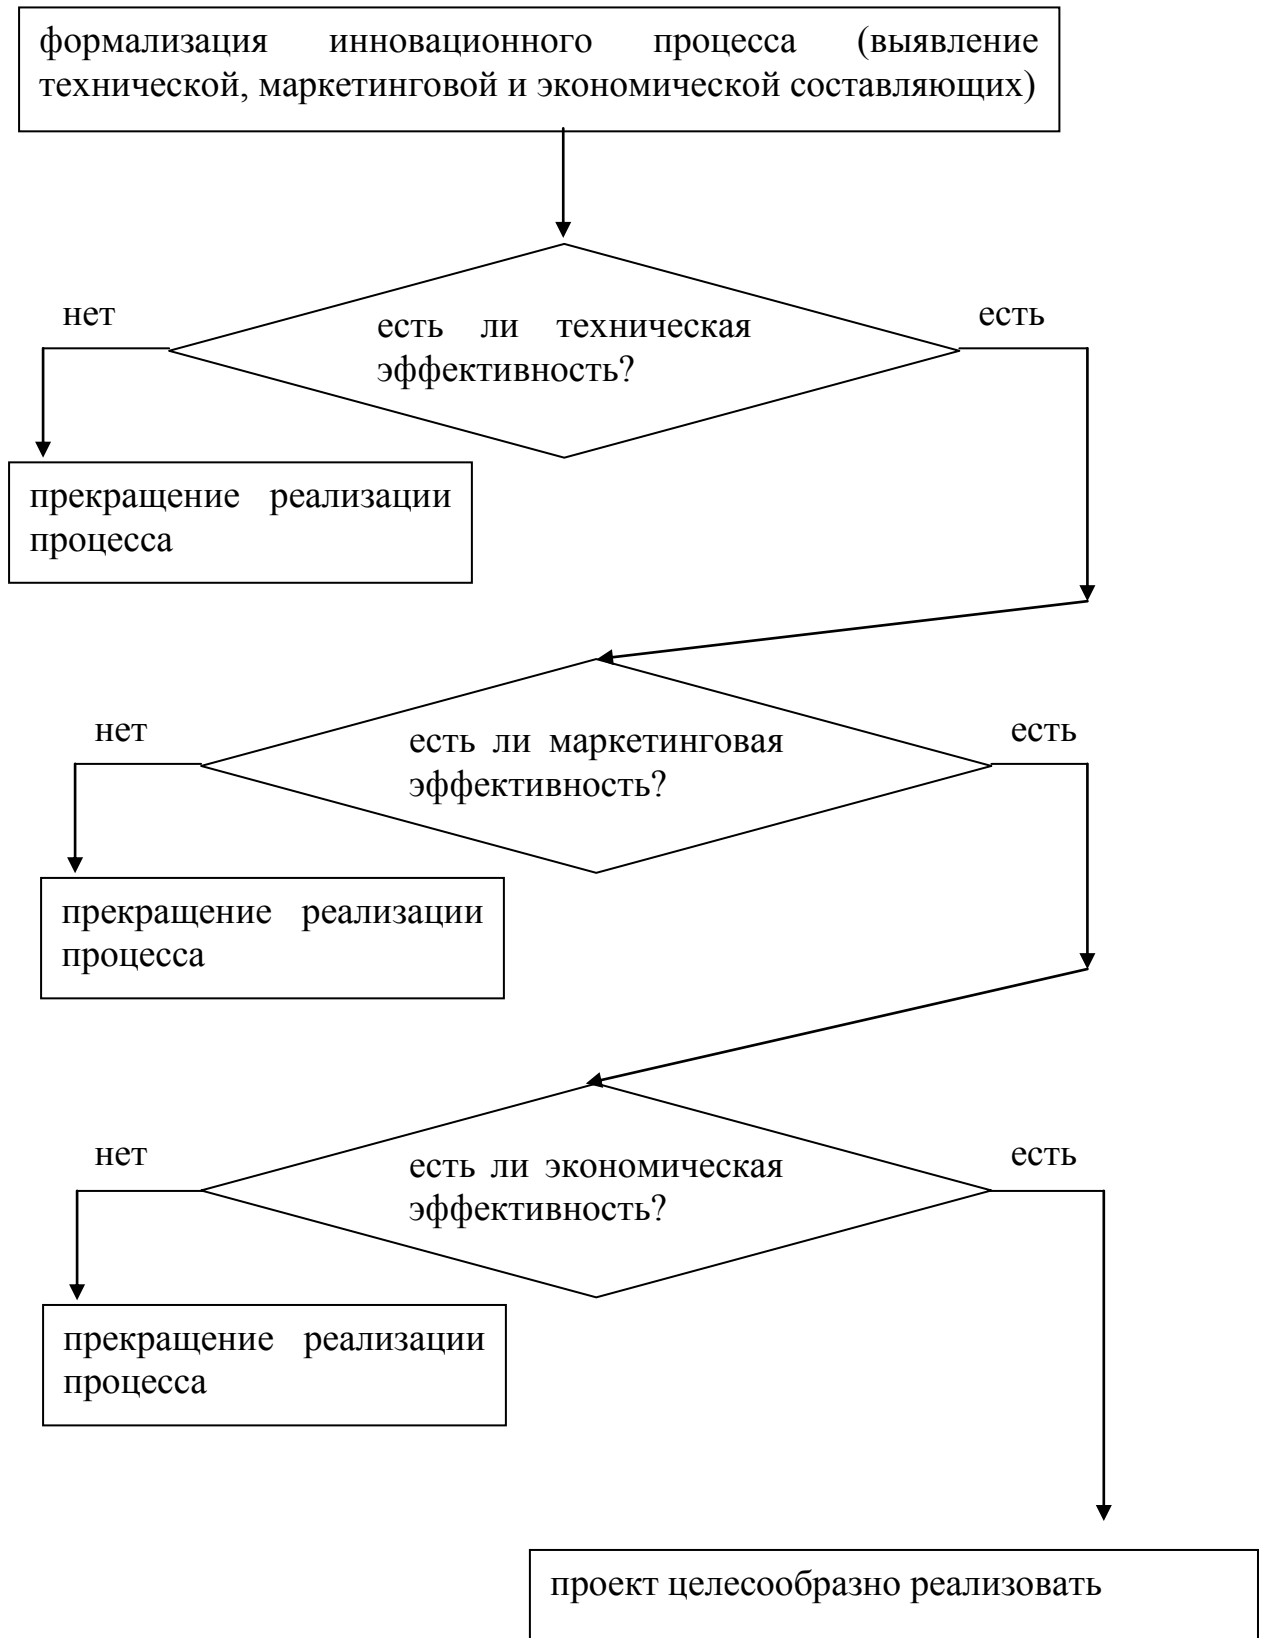 формализация инновационного процесса (выявление
технической, маркетинговой и экономической составляющих)
нет
есть ли техническая
эффективность?
есть
прекращение реализации
процесса
нет
есть ли маркетинговая
эффективность?
есть
прекращение реализации
процесса
нет
есть ли экономическая
эффективность?
есть
прекращение реализации
процесса
проект целесообразно реализовать